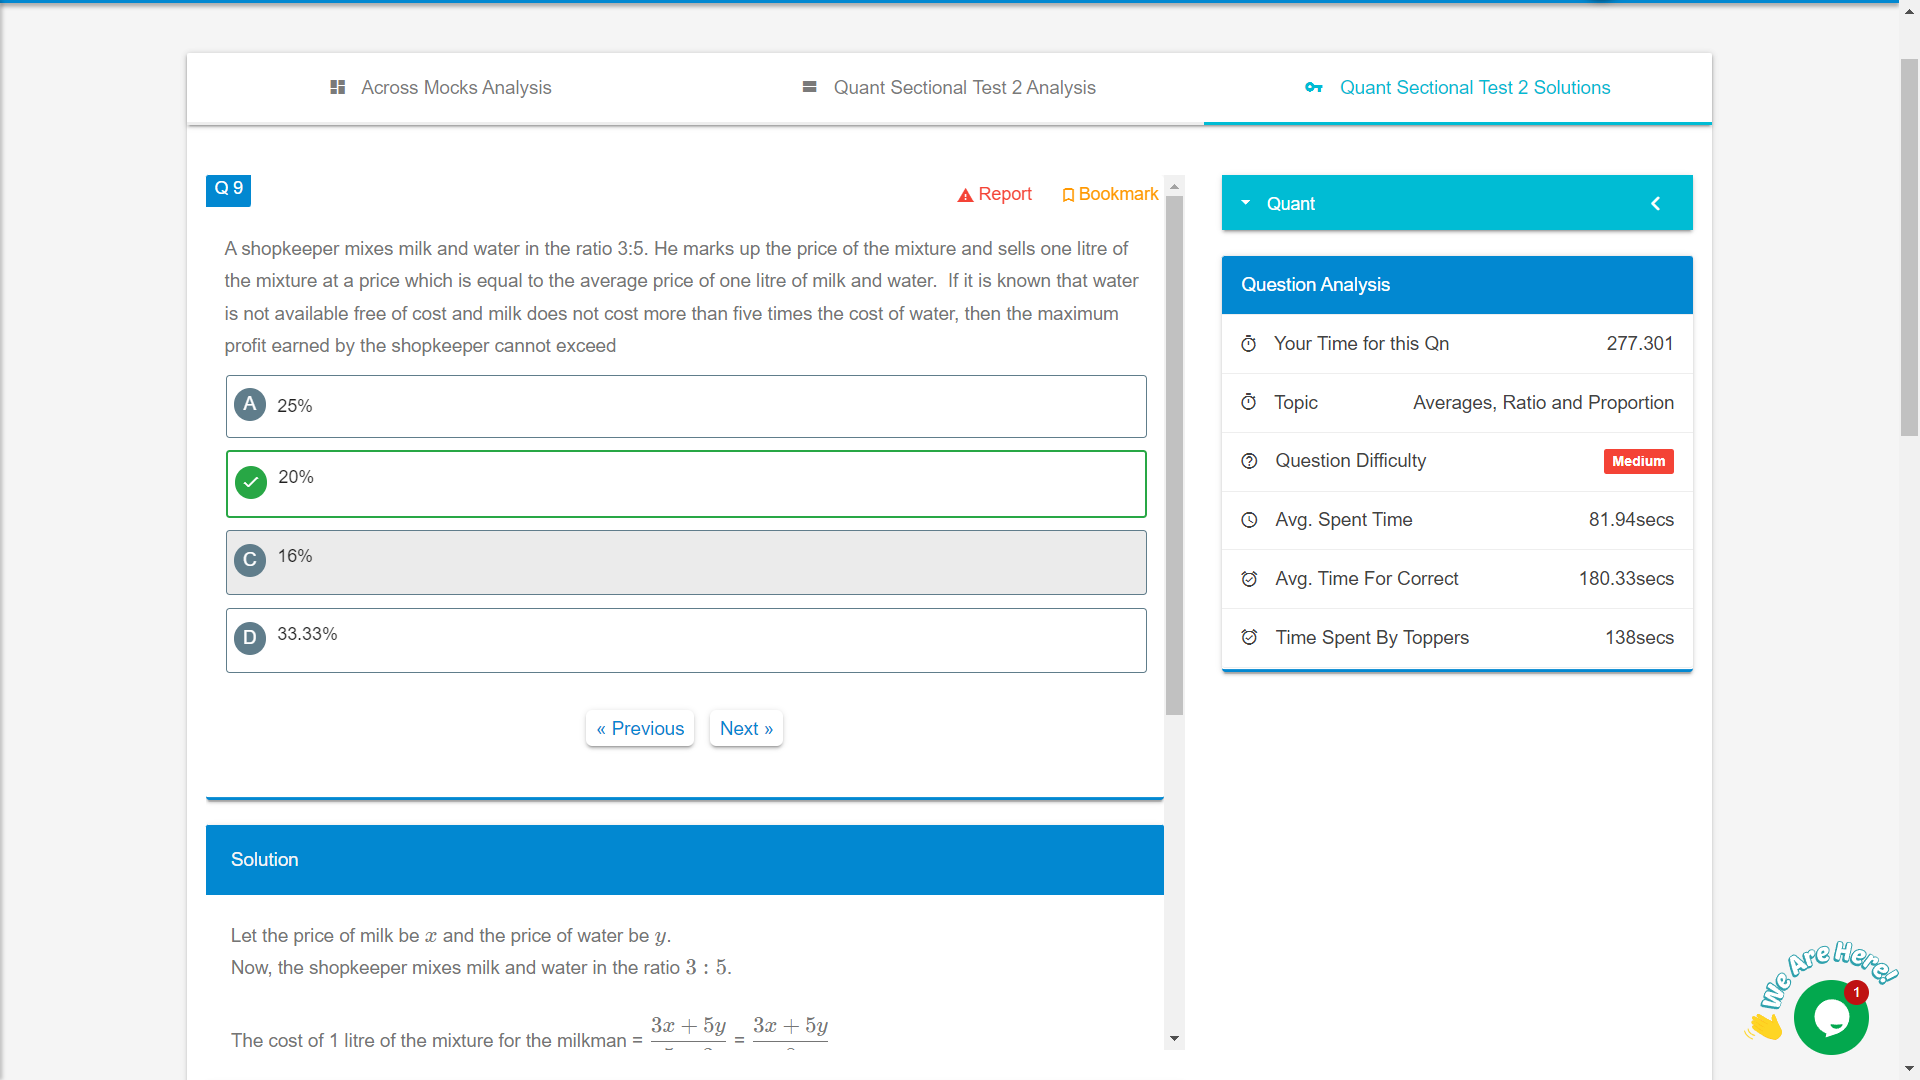 Across Mocks Analysis
Quant Sectional Test 2 Analysis
Quant Sectional Test 2 Solutions
Q 9
Report
Bookmark
A shopkeeper mixes milk and water in the ratio 3:5. He marks up the price of the mixture and sells one litre of
the mixture at a price which is equal to the average price of one litre of milk and water.  If it is known that water
is not available free of cost and milk does not cost more than five times the cost of water, then the maximum
profit earned by the shopkeeper cannot exceed
A 25%
20%
C 16%
D 33.33%
« Previous
Next »
Solution
Let the price of milk be x and the price of water be y.
Now, the shopkeeper mixes milk and water in the ratio 3 : 5.
The cost of 1 litre of the mixture for the milkman = 3x + 5y = 3x + 5y
Quant
Question Analysis
Your Time for this Qn 277.301
Topic Averages, Ratio and Proportion
Question Difficulty Medium
Avg. Spent Time 81.94secs
Avg. Time For Correct 180.33secs
Time Spent By Toppers 138secs
We Are Here!
1